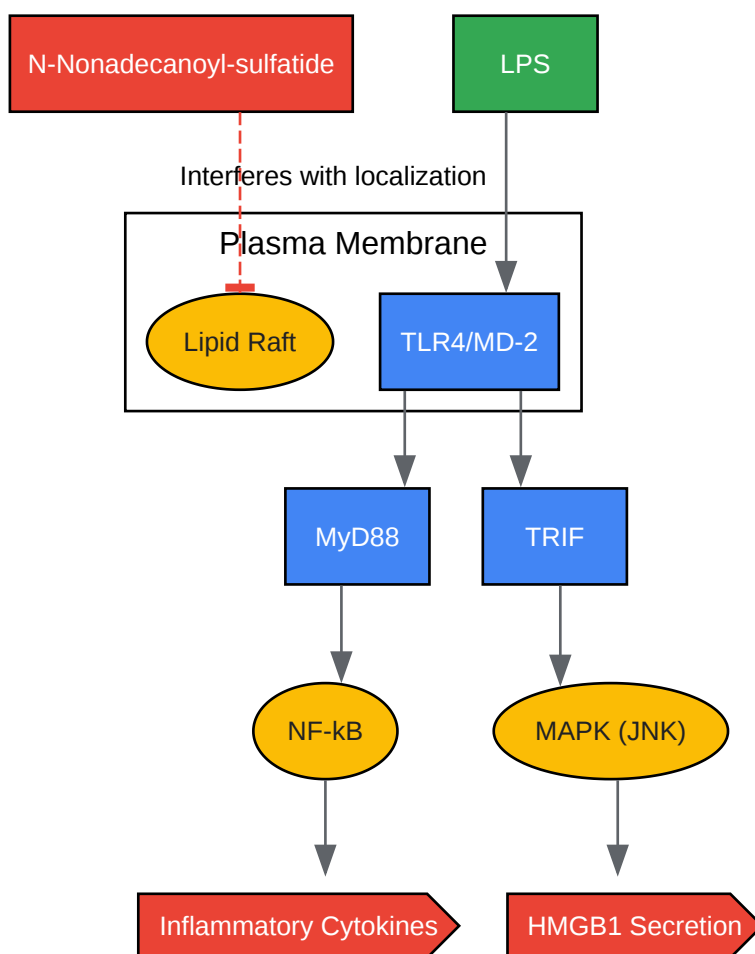 N-Nonadecanoyl-sulfatide
LPS
Interferes with localization
Plasma Membrane
Lipid Raft
TLR4/MD-2
MyD88
TRIF
NF-kB
MAPK (JNK)
Inflammatory Cytokines
HMGB1 Secretion